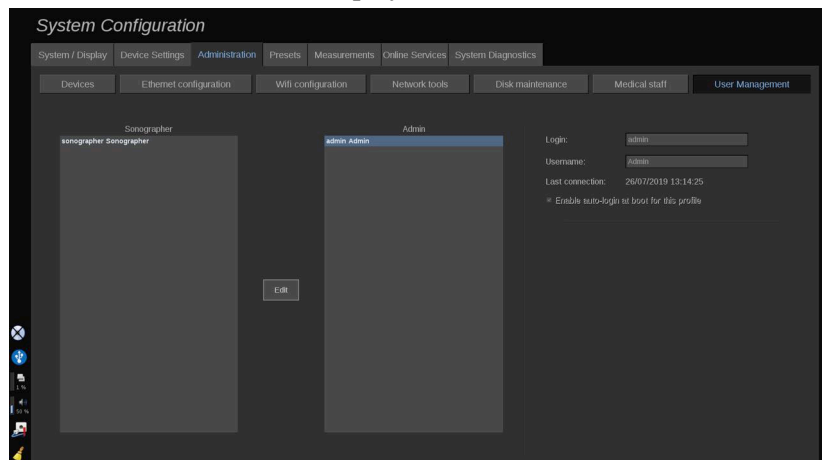 System Configuration
System / Display Device Settings Administration Presets Measurements Online Services System Diagnostics
Devices Ethernet configuration Wifi configuration Network tools Disk maintenance Medical staff User Management
Sonographer Admin
sonographer Sonographer admin Admin
Login: admin
Username: Admin
Last connection: 26/07/2019 13:14:25
Enable auto-login at boot for this profile
Edit
1 %
50 %